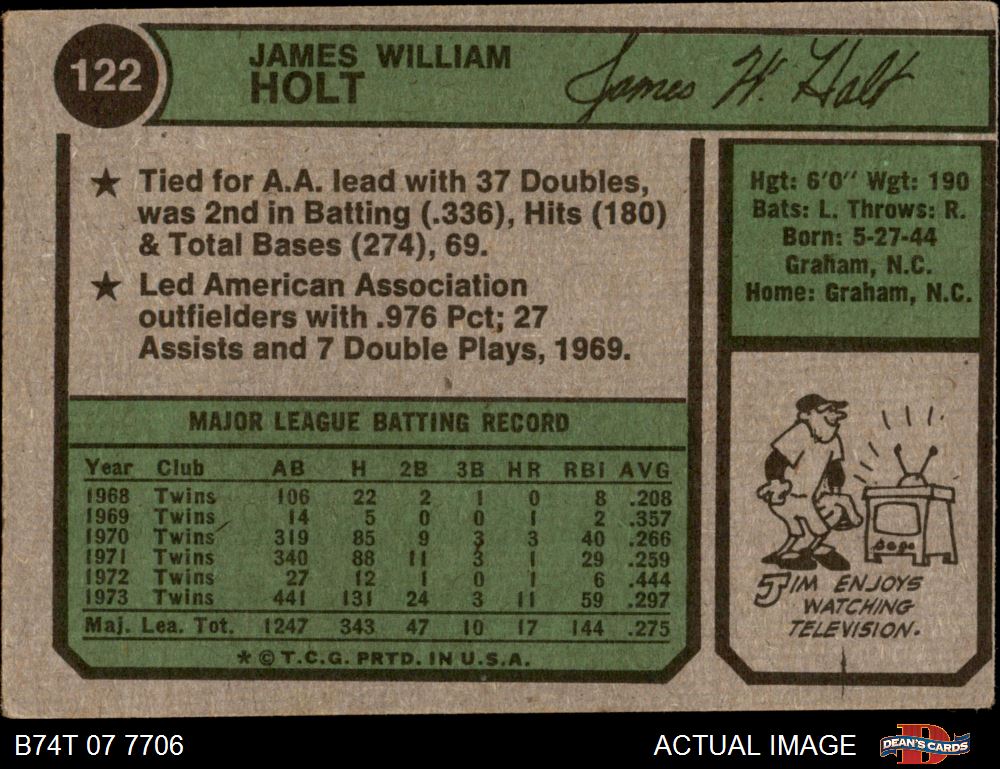 122
JAMES WILLIAM
HOLT
James W. Holt
★ Tied for A.A. lead with 37 Doubles,
was 2nd in Batting (.336), Hits (180)
& Total Bases (274), 69.
★ Led American Association
outfielders with .976 Pct; 27
Assists and 7 Double Plays, 1969.
Hgt: 6'0" Wgt: 190
Bats: L. Throws: R.
Born: 5-27-44
Graham, N.C.
Home: Graham, N.C.
MAJOR LEAGUE BATTING RECORD
Year Club AB H 2B 3B HR RBI AVG
1968 Twins 106 22 2 1 0 8 .208
1969 Twins 14 5 0 0 1 2 .357
1970 Twins 319 85 9 3 3 40 .266
1971 Twins 340 88 11 3 1 29 .259
1972 Twins 27 12 1 0 1 6 .444
1973 Twins 441 131 24 3 11 59 .297
Maj. Lea. Tot. 1247 343 47 10 17 144 .275
* © T.C.G. PRTD. IN U.S.A.
JIM ENJOYS
WATCHING
TELEVISION.
B74T 07 7706
ACTUAL IMAGE
DEAN'S CARDS